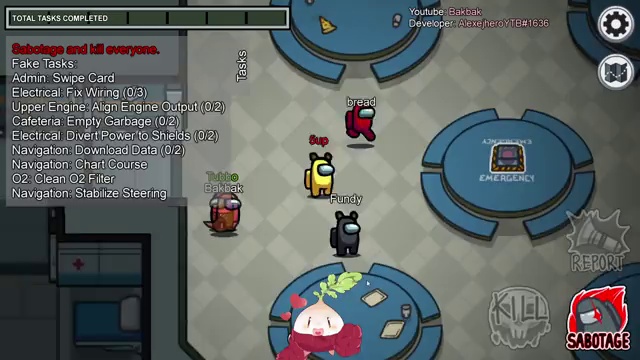 TOTAL TASKS COMPLETED
Youtube: Bakbak
Developer: AlexejheroYTB#1636
Sabotage and kill everyone.
Fake Tasks:
Admin: Swipe Card
Electrical: Fix Wiring (0/3)
Upper Engine: Align Engine Output (0/2)
Cafeteria: Empty Garbage (0/2)
Electrical: Divert Power to Shields (0/2)
Navigation: Download Data (0/2)
Navigation: Chart Course
O2: Clean O2 Filter
Navigation: Stabilize Steering
Tasks
bread
5up
Tubbo
Bakbak
Fundy
EMERGENCY
EMERGENCY
REPORT
KILL
SABOTAGE